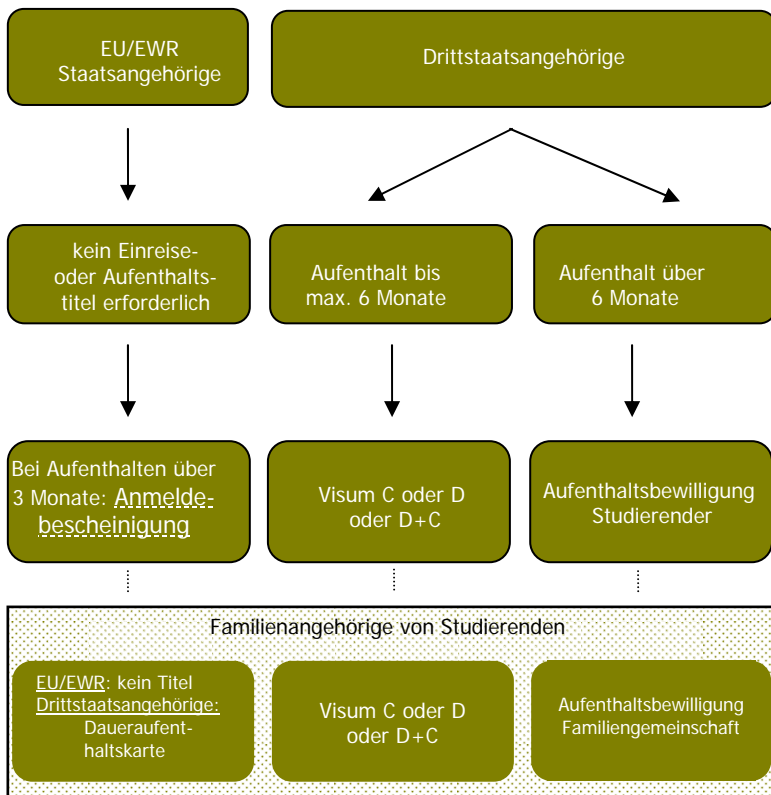 EU/EWR
Staatsangehörige
Drittstaatsangehörige
kein Einreise-
oder Aufenthalts-
titel erforderlich
Aufenthalt bis
max. 6 Monate
Aufenthalt über
6 Monate
Bei Aufenthalten über
3 Monate: Anmelde-
bescheinigung
Visum C oder D
oder D+C
Aufenthaltsbewilligung
Studierender
Familienangehörige von Studierenden
EU/EWR: kein Titel
Drittstaatsangehörige:
Daueraufent-
haltskarte
Visum C oder D
oder D+C
Aufenthaltsbewilligung
Familiengemeinschaft